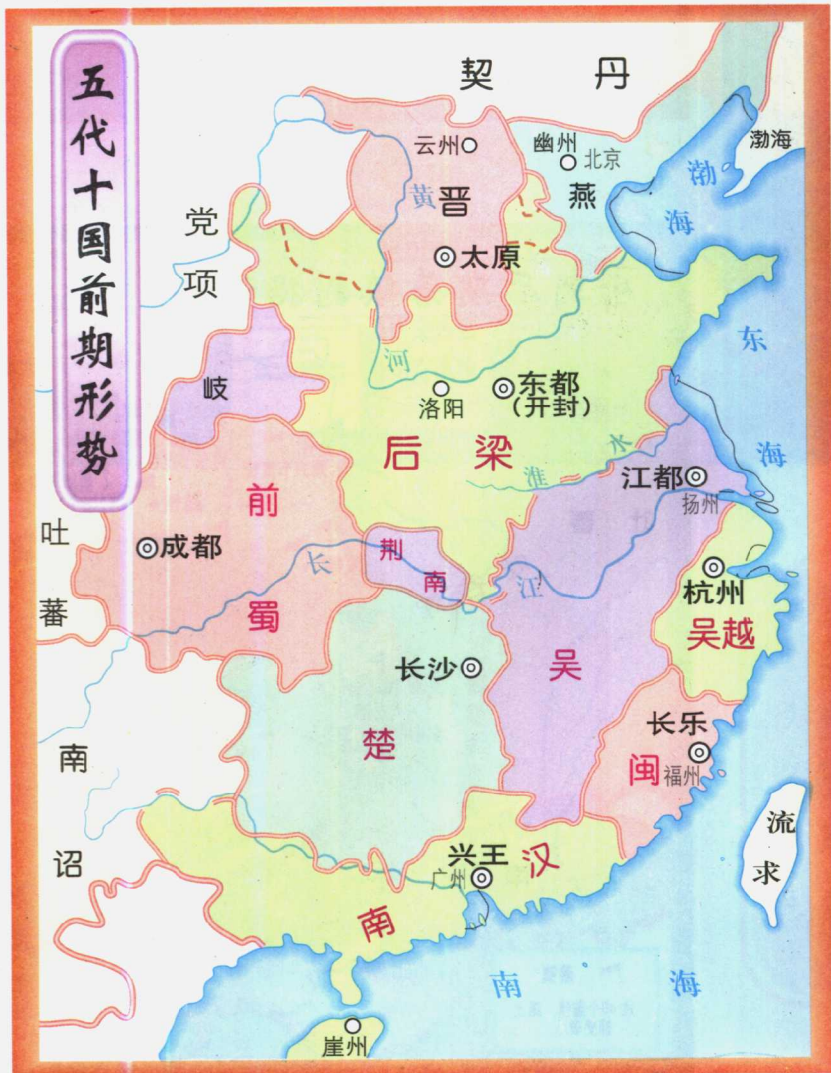 五代十国前期形势
契丹
渤海
云州
幽州
北京
燕
渤海
黄
晋
太原
党项
东海
河
岐
洛阳
东都
(开封)
后梁
淮水
江都
扬州
前蜀
成都
荆南
长江
杭州
吴越
吐蕃
长沙
吴
楚
长乐
闽
福州
南诏
流求
兴王
广州
南汉
南海
崖州